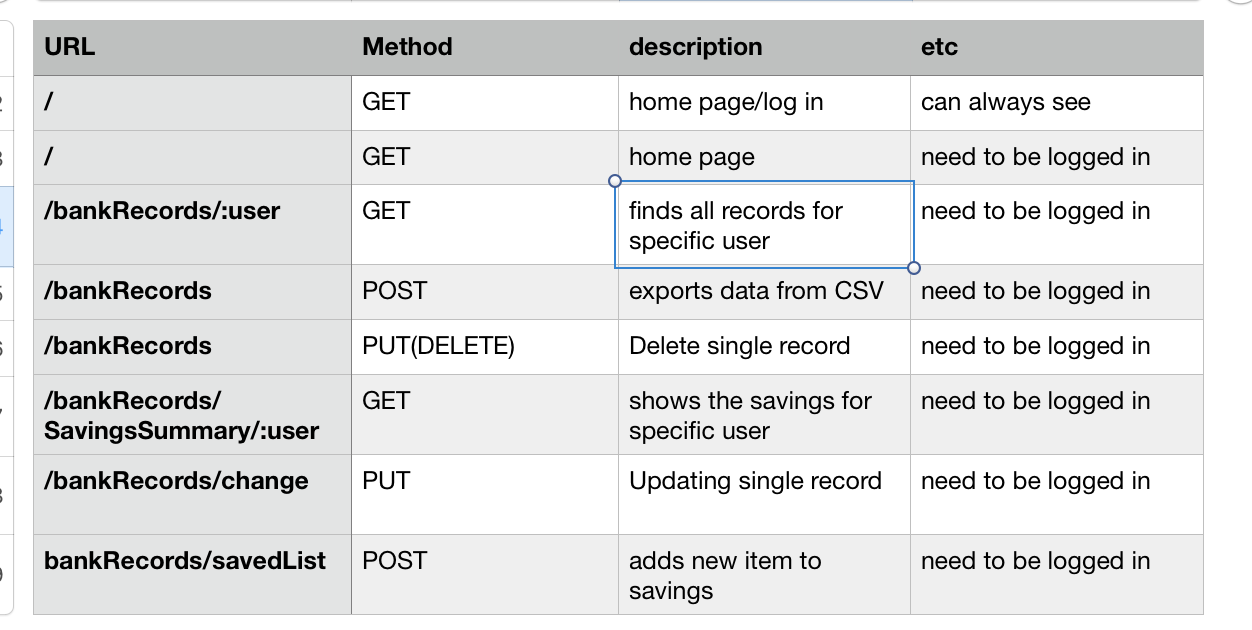 URL Method description etc
/ GET home page/log in can always see
/ GET home page need to be logged in
/bankRecords/:user GET finds all records for need to be logged in
specific user
/bankRecords POST exports data from CSV need to be logged in
/bankRecords PUT(DELETE) Delete single record need to be logged in
/bankRecords/ GET shows the savings for need to be logged in
SavingsSummary/:user specific user
/bankRecords/change PUT Updating single record need to be logged in
bankRecords/savedList POST adds new item to need to be logged in
savings